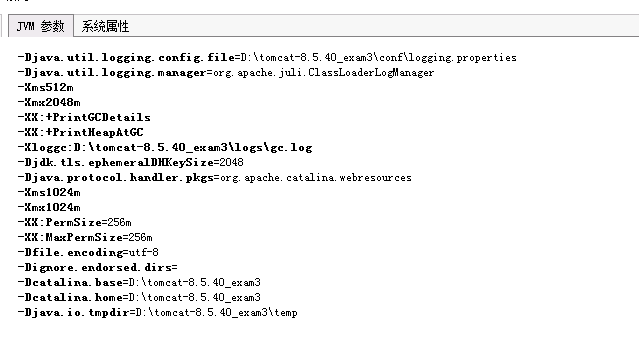 JVM 参数 系统属性
-Djava.util.logging.config.file=D:\tomcat-8.5.40_exam3\conf\logging.properties
-Djava.util.logging.manager=org.apache.juli.ClassLoaderLogManager
-Xms512m
-Xmx2048m
-XX:+PrintGCDetails
-XX:+PrintHeapAtGC
-Xloggc:D:\tomcat-8.5.40_exam3\logs\gc.log
-Djdk.tls.ephemeralDHKeySize=2048
-Djava.protocol.handler.pkgs=org.apache.catalina.webresources
-Xms1024m
-Xmx1024m
-XX:PermSize=256m
-XX:MaxPermSize=256m
-Dfile.encoding=utf-8
-Dignore.endorsed.dirs=
-Dcatalina.base=D:\tomcat-8.5.40_exam3
-Dcatalina.home=D:\tomcat-8.5.40_exam3
-Djava.io.tmpdir=D:\tomcat-8.5.40_exam3\temp